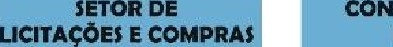 SETOR DE
LICITAÇÕES E COMPRAS
CON